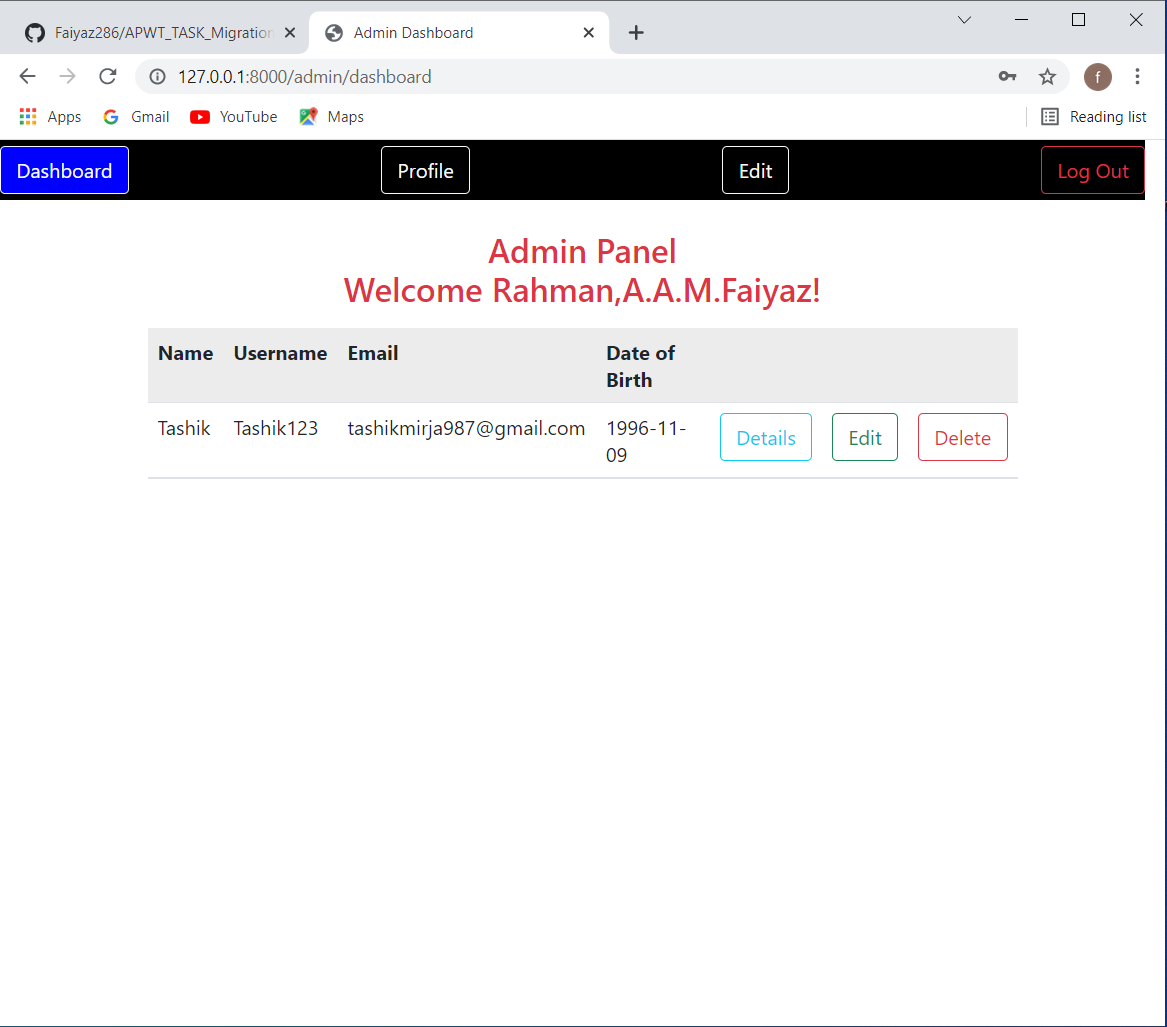 Faiyaz286/APWT_TASK_Migration
Admin Dashboard
127.0.0.1:8000/admin/dashboard
f
Apps
Gmail
YouTube
Maps
Reading list
Dashboard
Profile
Edit
Log Out
Admin Panel
Welcome Rahman,A.A.M.Faiyaz!
Name Username Email Date of
Birth
Tashik Tashik123 tashikmirja987@gmail.com 1996-11-
09
Details
Edit
Delete